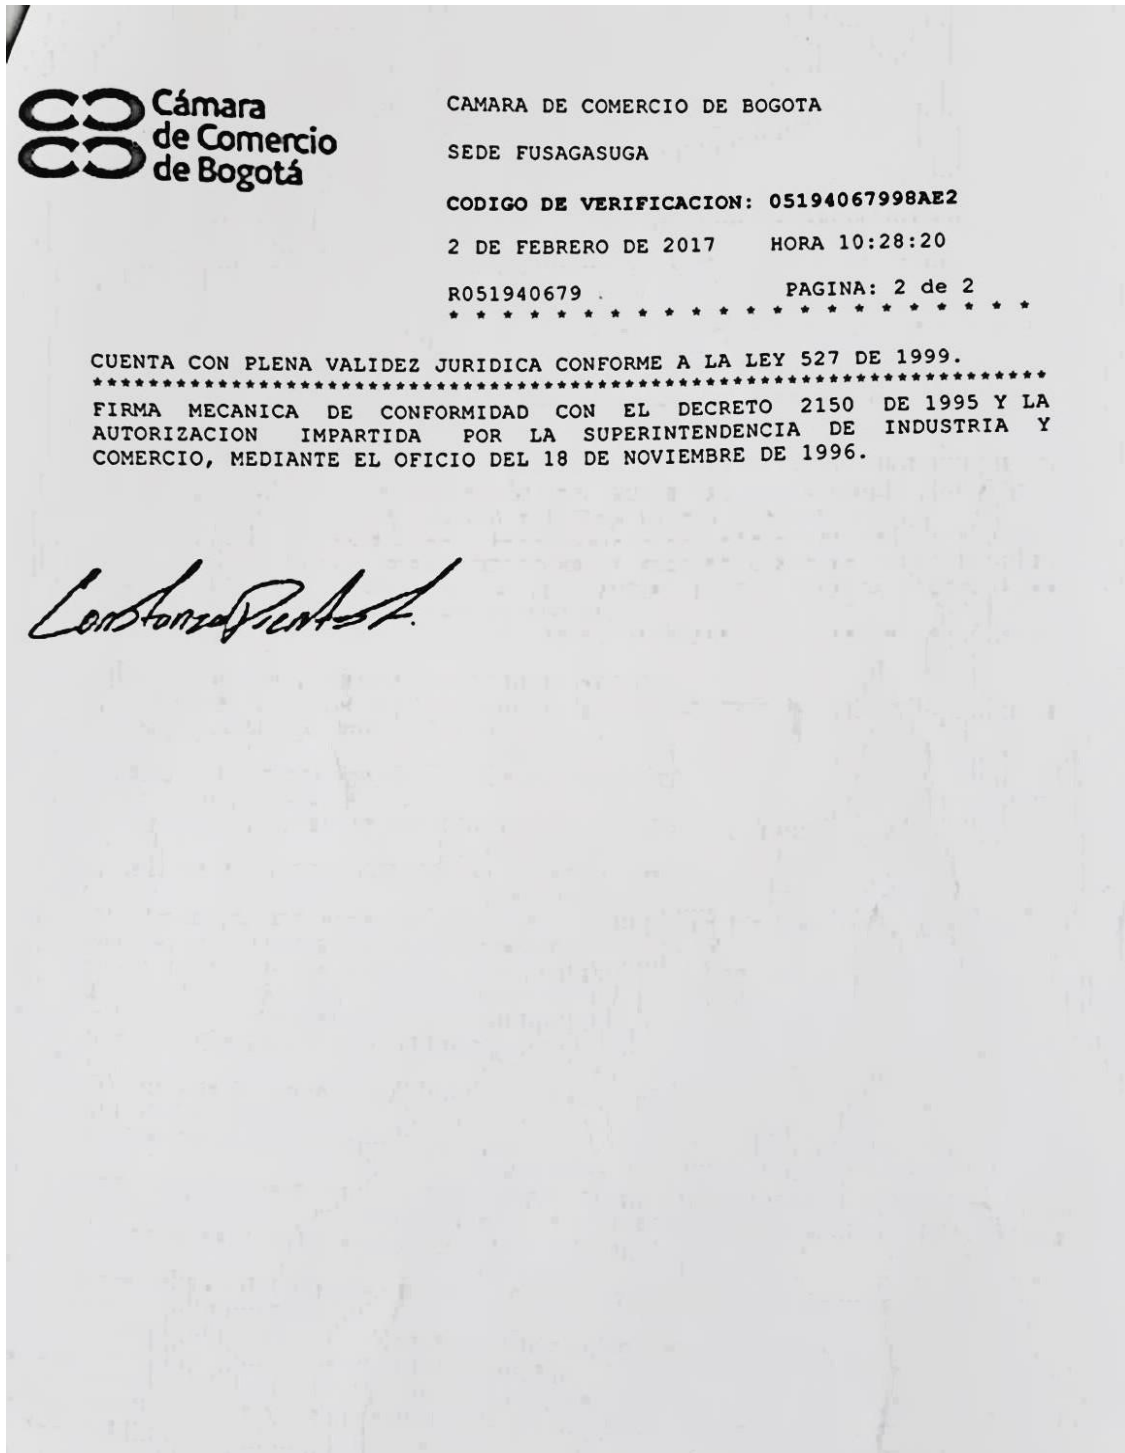 Cámara
de Comercio
de Bogotá
CAMARA DE COMERCIO DE BOGOTA
SEDE FUSAGASUGA
CODIGO DE VERIFICACION: 05194067998AE2
2 DE FEBRERO DE 2017 HORA 10:28:20
R051940679 PAGINA: 2 de 2
* * * * * * * * * * * * * * * * * * * * * *
CUENTA CON PLENA VALIDEZ JURIDICA CONFORME A LA LEY 527 DE 1999.
**********************************************************************
FIRMA MECANICA DE CONFORMIDAD CON EL DECRETO 2150 DE 1995 Y LA
AUTORIZACION IMPARTIDA POR LA SUPERINTENDENCIA DE INDUSTRIA Y
COMERCIO, MEDIANTE EL OFICIO DEL 18 DE NOVIEMBRE DE 1996.